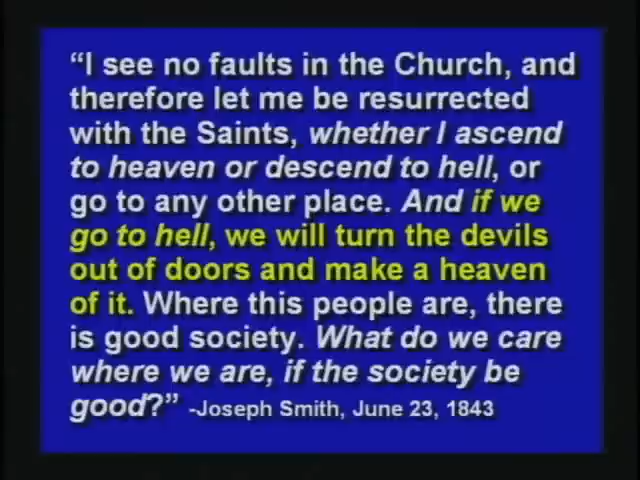 “I see no faults in the Church, and
therefore let me be resurrected
with the Saints, whether I ascend
to heaven or descend to hell, or
go to any other place. And if we
go to hell, we will turn the devils
out of doors and make a heaven
of it. Where this people are, there
is good society. What do we care
where we are, if the society be
good?” -Joseph Smith, June 23, 1843